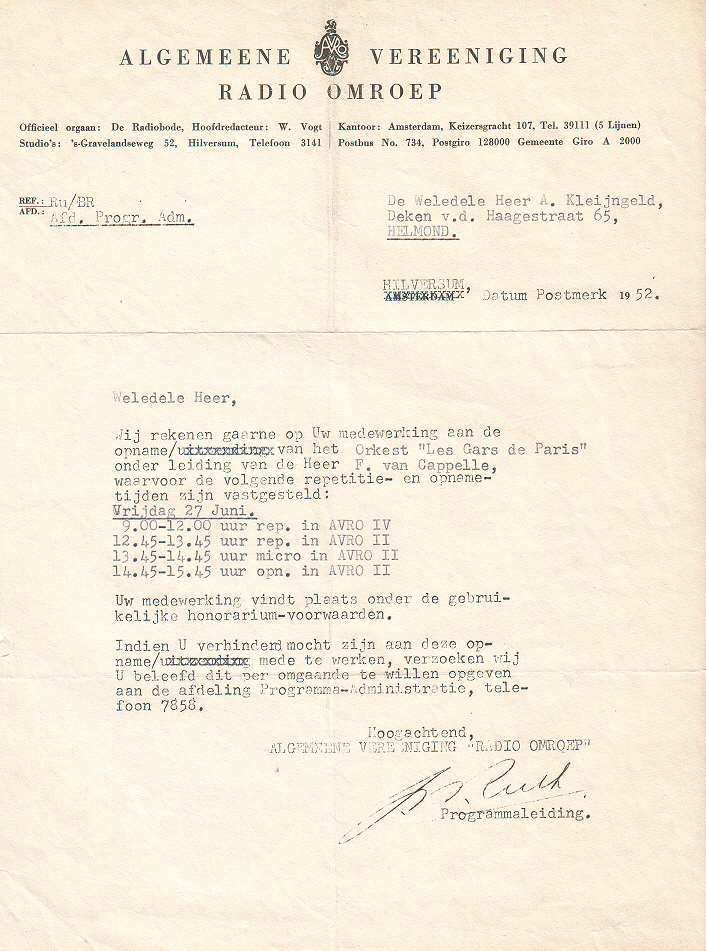 ALGEMEENE VEREENIGING
RADIO OMROEP
Officieel orgaan: De Radiobode, Hoofdredacteur: W. Vogt
Studio's: 's-Gravelandseweg 52, Hilversum, Telefoon 3141
Kantoor: Amsterdam, Keizersgracht 107, Tel. 39111 (5 Lijnen)
Postbus No. 734, Postgiro 128000 Gemeente Giro A 2000
REF.: Ru/BR
AFD.: Afd. Progr. Adm.
De Weledele Heer A. Kleijngeld,
Deken v.d. Haagestraat 65,
HELMOND.
HILVERSUM,
AMSTERDAM Datum Postmerk 1952.
Weledele Heer,
Wij rekenen gaarne op Uw medewerking aan de
opname/uitzending van het Orkest "Les Gars de Paris"
onder leiding van de Heer F. van Cappelle,
waarvoor de volgende repetitie- en opname-
tijden zijn vastgesteld:
Vrijdag 27 Juni.
9.00-12.00 uur rep. in AVRO IV
12.45-13.45 uur rep. in AVRO II
13.45-14.45 uur micro in AVRO II
14.45-15.45 uur opn. in AVRO II
Uw medewerking vindt plaats onder de gebrui-
kelijke honorarium-voorwaarden.
Indien U verhinderd mocht zijn aan deze op-
name/uitzending mede te werken, verzoeken wij
U beleefd dit per omgaande te willen opgeven
aan de afdeling Programma-Administratie, tele-
foon 7858.
Hoogachtend,
ALGEMEENE VEREENIGING "RADIO OMROEP"
Programmaleiding.